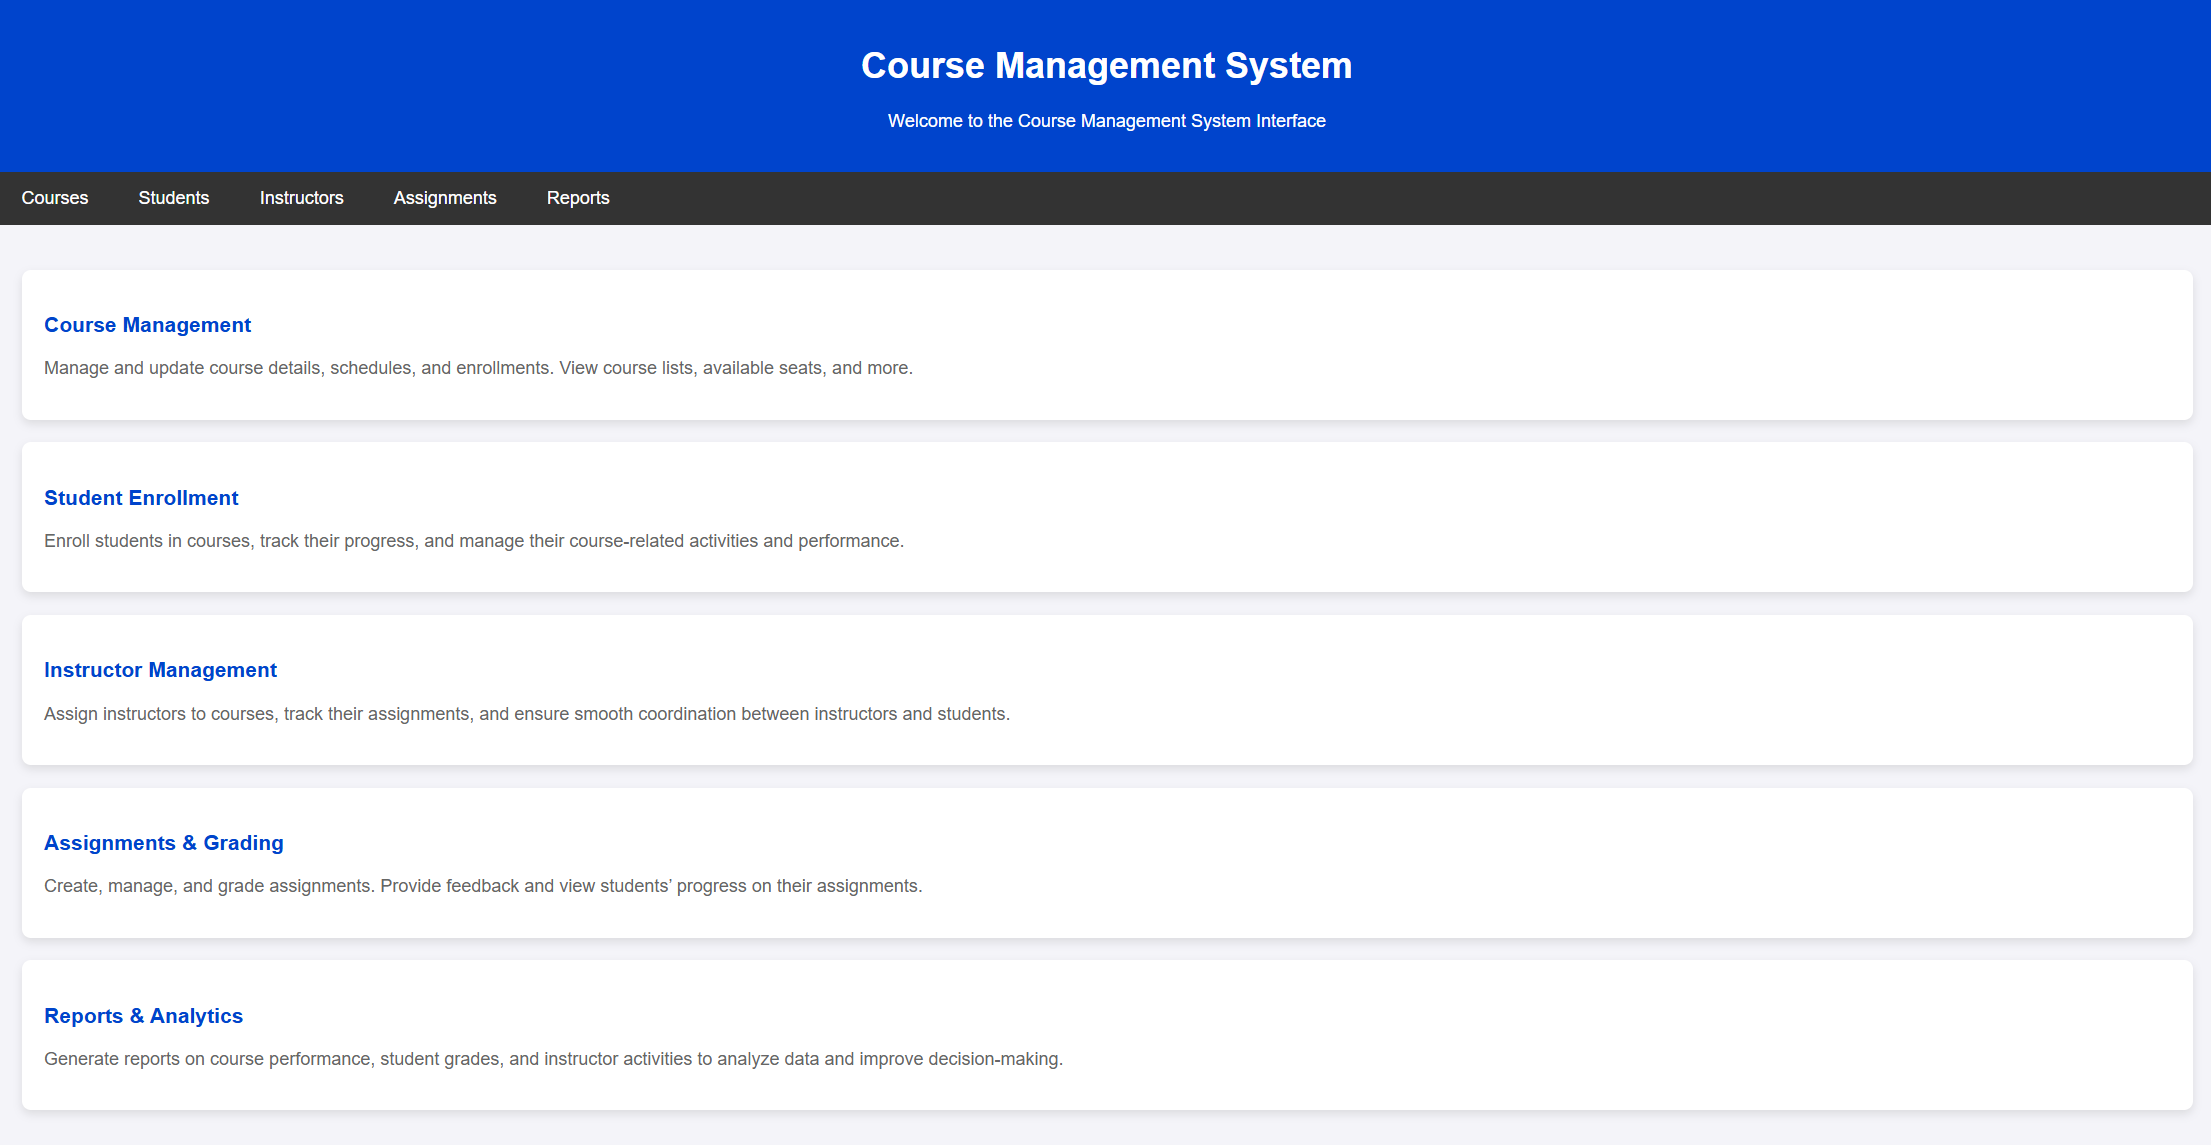 Course Management System
Welcome to the Course Management System Interface
Courses Students Instructors Assignments Reports
Course Management
Manage and update course details, schedules, and enrollments. View course lists, available seats, and more.
Student Enrollment
Enroll students in courses, track their progress, and manage their course-related activities and performance.
Instructor Management
Assign instructors to courses, track their assignments, and ensure smooth coordination between instructors and students.
Assignments & Grading
Create, manage, and grade assignments. Provide feedback and view students’ progress on their assignments.
Reports & Analytics
Generate reports on course performance, student grades, and instructor activities to analyze data and improve decision-making.